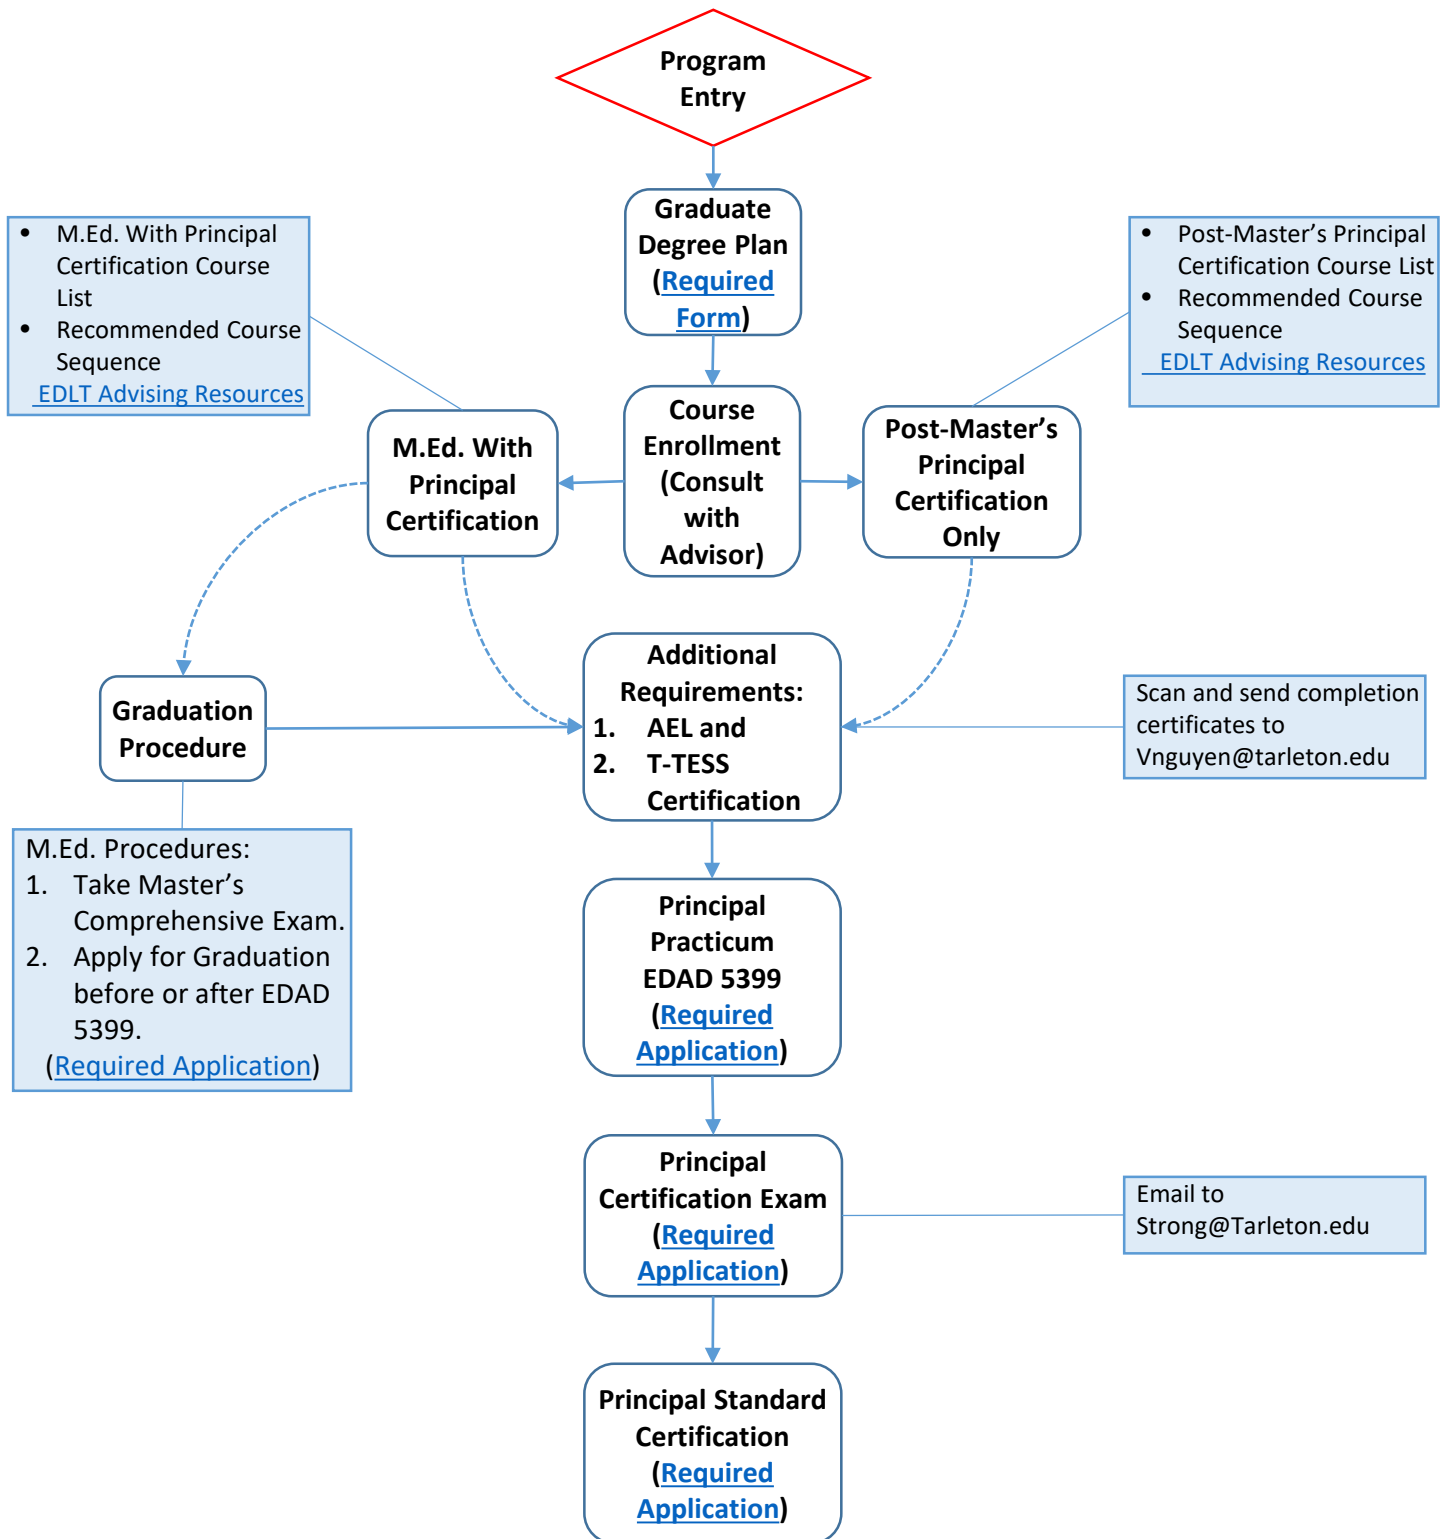 Program
Entry
Graduate
Degree Plan
(Required
Form)
• M.Ed. With Principal
Certification Course
List
• Recommended Course
Sequence
EDLT Advising Resources
• Post-Master’s Principal
Certification Course List
• Recommended Course
Sequence
EDLT Advising Resources
M.Ed. With
Principal
Certification
Course
Enrollment
(Consult
with
Advisor)
Post-Master’s
Principal
Certification
Only
Graduation
Procedure
Additional
Requirements:
1. AEL and
2. T-TESS
Certification
Scan and send completion
certificates to
Vnguyen@tarleton.edu
M.Ed. Procedures:
1. Take Master’s
Comprehensive Exam.
2. Apply for Graduation
before or after EDAD
5399.
(Required Application)
Principal
Practicum
EDAD 5399
(Required
Application)
Principal
Certification Exam
(Required
Application)
Email to
Strong@Tarleton.edu
Principal Standard
Certification
(Required
Application)